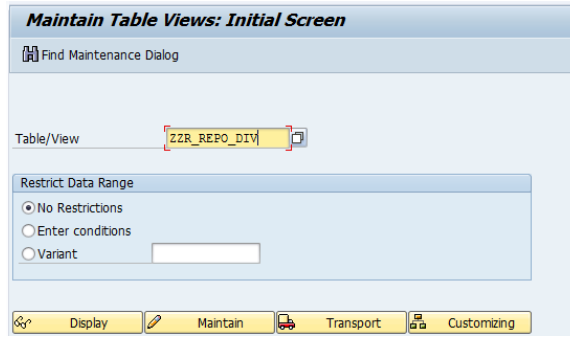 Maintain Table Views: Initial Screen
Find Maintenance Dialog
Table/View ZZR_REPO_DIV
Restrict Data Range
No Restrictions
Enter conditions
Variant
Display Maintain Transport Customizing